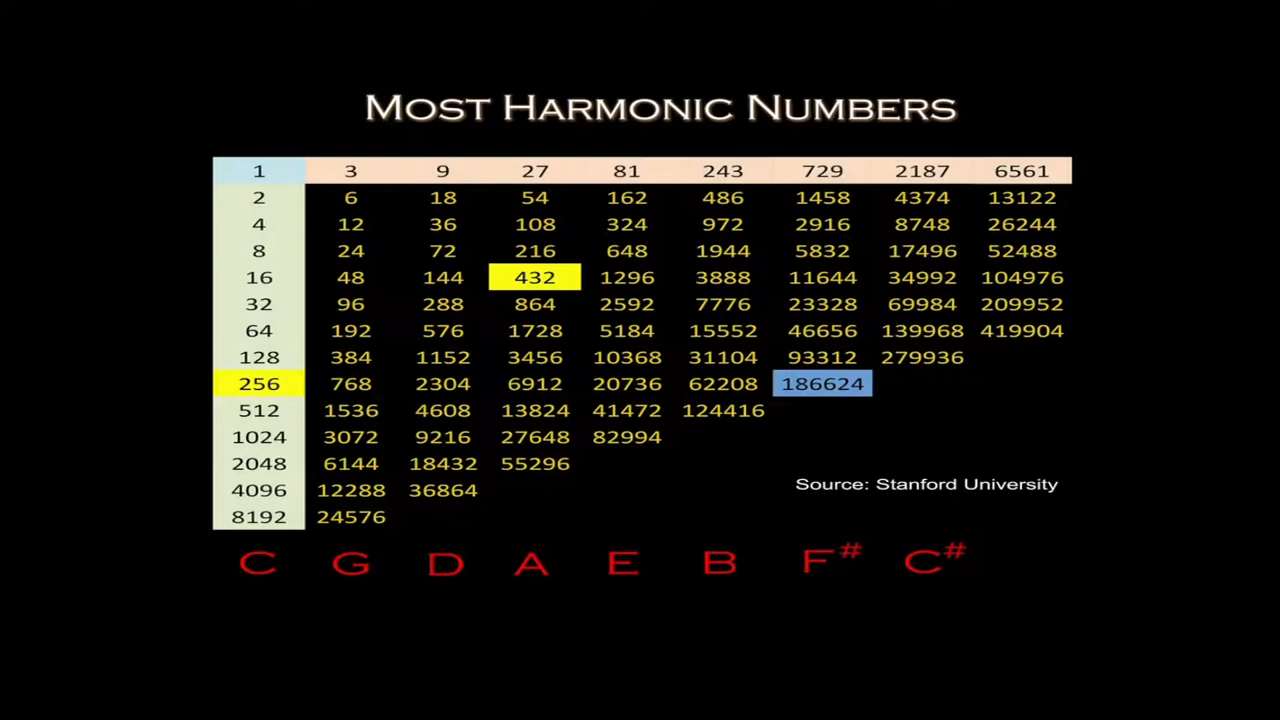 Most Harmonic Numbers
1 3 9 27 81 243 729 2187 6561
2 6 18 54 162 486 1458 4374 13122
4 12 36 108 324 972 2916 8748 26244
8 24 72 216 648 1944 5832 17496 52488
16 48 144 432 1296 3888 11644 34992 104976
32 96 288 864 2592 7776 23328 69984 209952
64 192 576 1728 5184 15552 46656 139968 419904
128 384 1152 3456 10368 31104 93312 279936
256 768 2304 6912 20736 62208 186624
512 1536 4608 13824 41472 124416
1024 3072 9216 27648 82994
2048 6144 18432 55296
4096 12288 36864
Source: Stanford University
8192 24576
C G D A E B F# C#